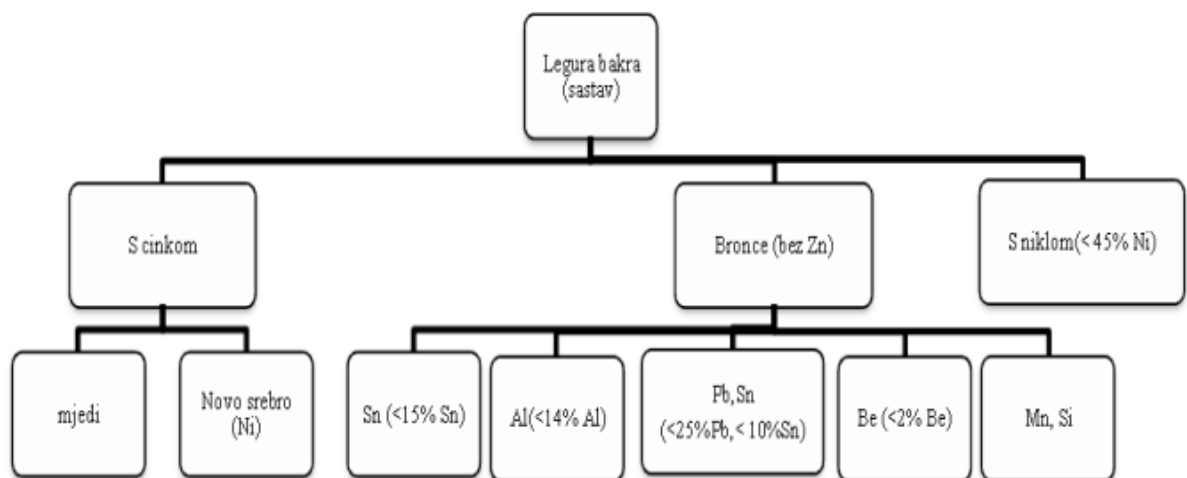 Legura bakra
(sastav)
S cinkom
Bronce (bez Zn)
S niklom(< 45% Ni)
mjedi
Novo srebro
(Ni)
Sn (<15% Sn)
Al(<14% Al)
Pb, Sn
(<25%Pb, < 10%Sn)
Be (<2% Be)
Mn, Si